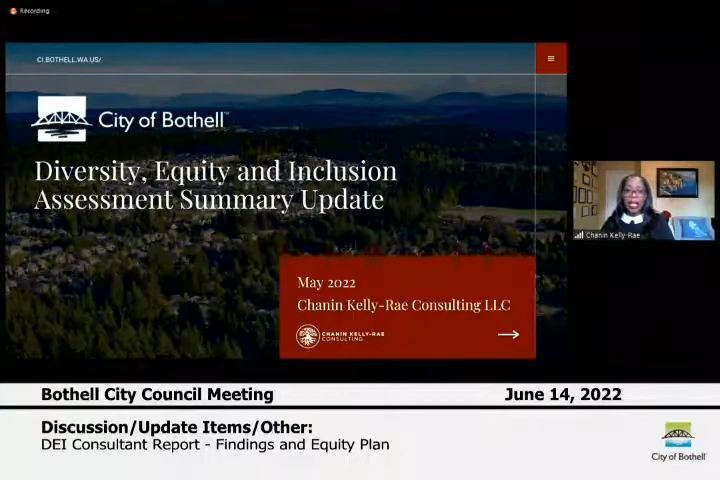 Recording
CI.BOTHELL.WA.US/
City of Bothell™
Diversity, Equity and Inclusion
Assessment Summary Update
May 2022
Chanin Kelly-Rae Consulting LLC
CHANIN KELLY-RAE
CONSULTING
Chanin Kelly-Rae
Bothell City Council Meeting June 14, 2022
Discussion/Update Items/Other:
DEI Consultant Report - Findings and Equity Plan
City of Bothell™